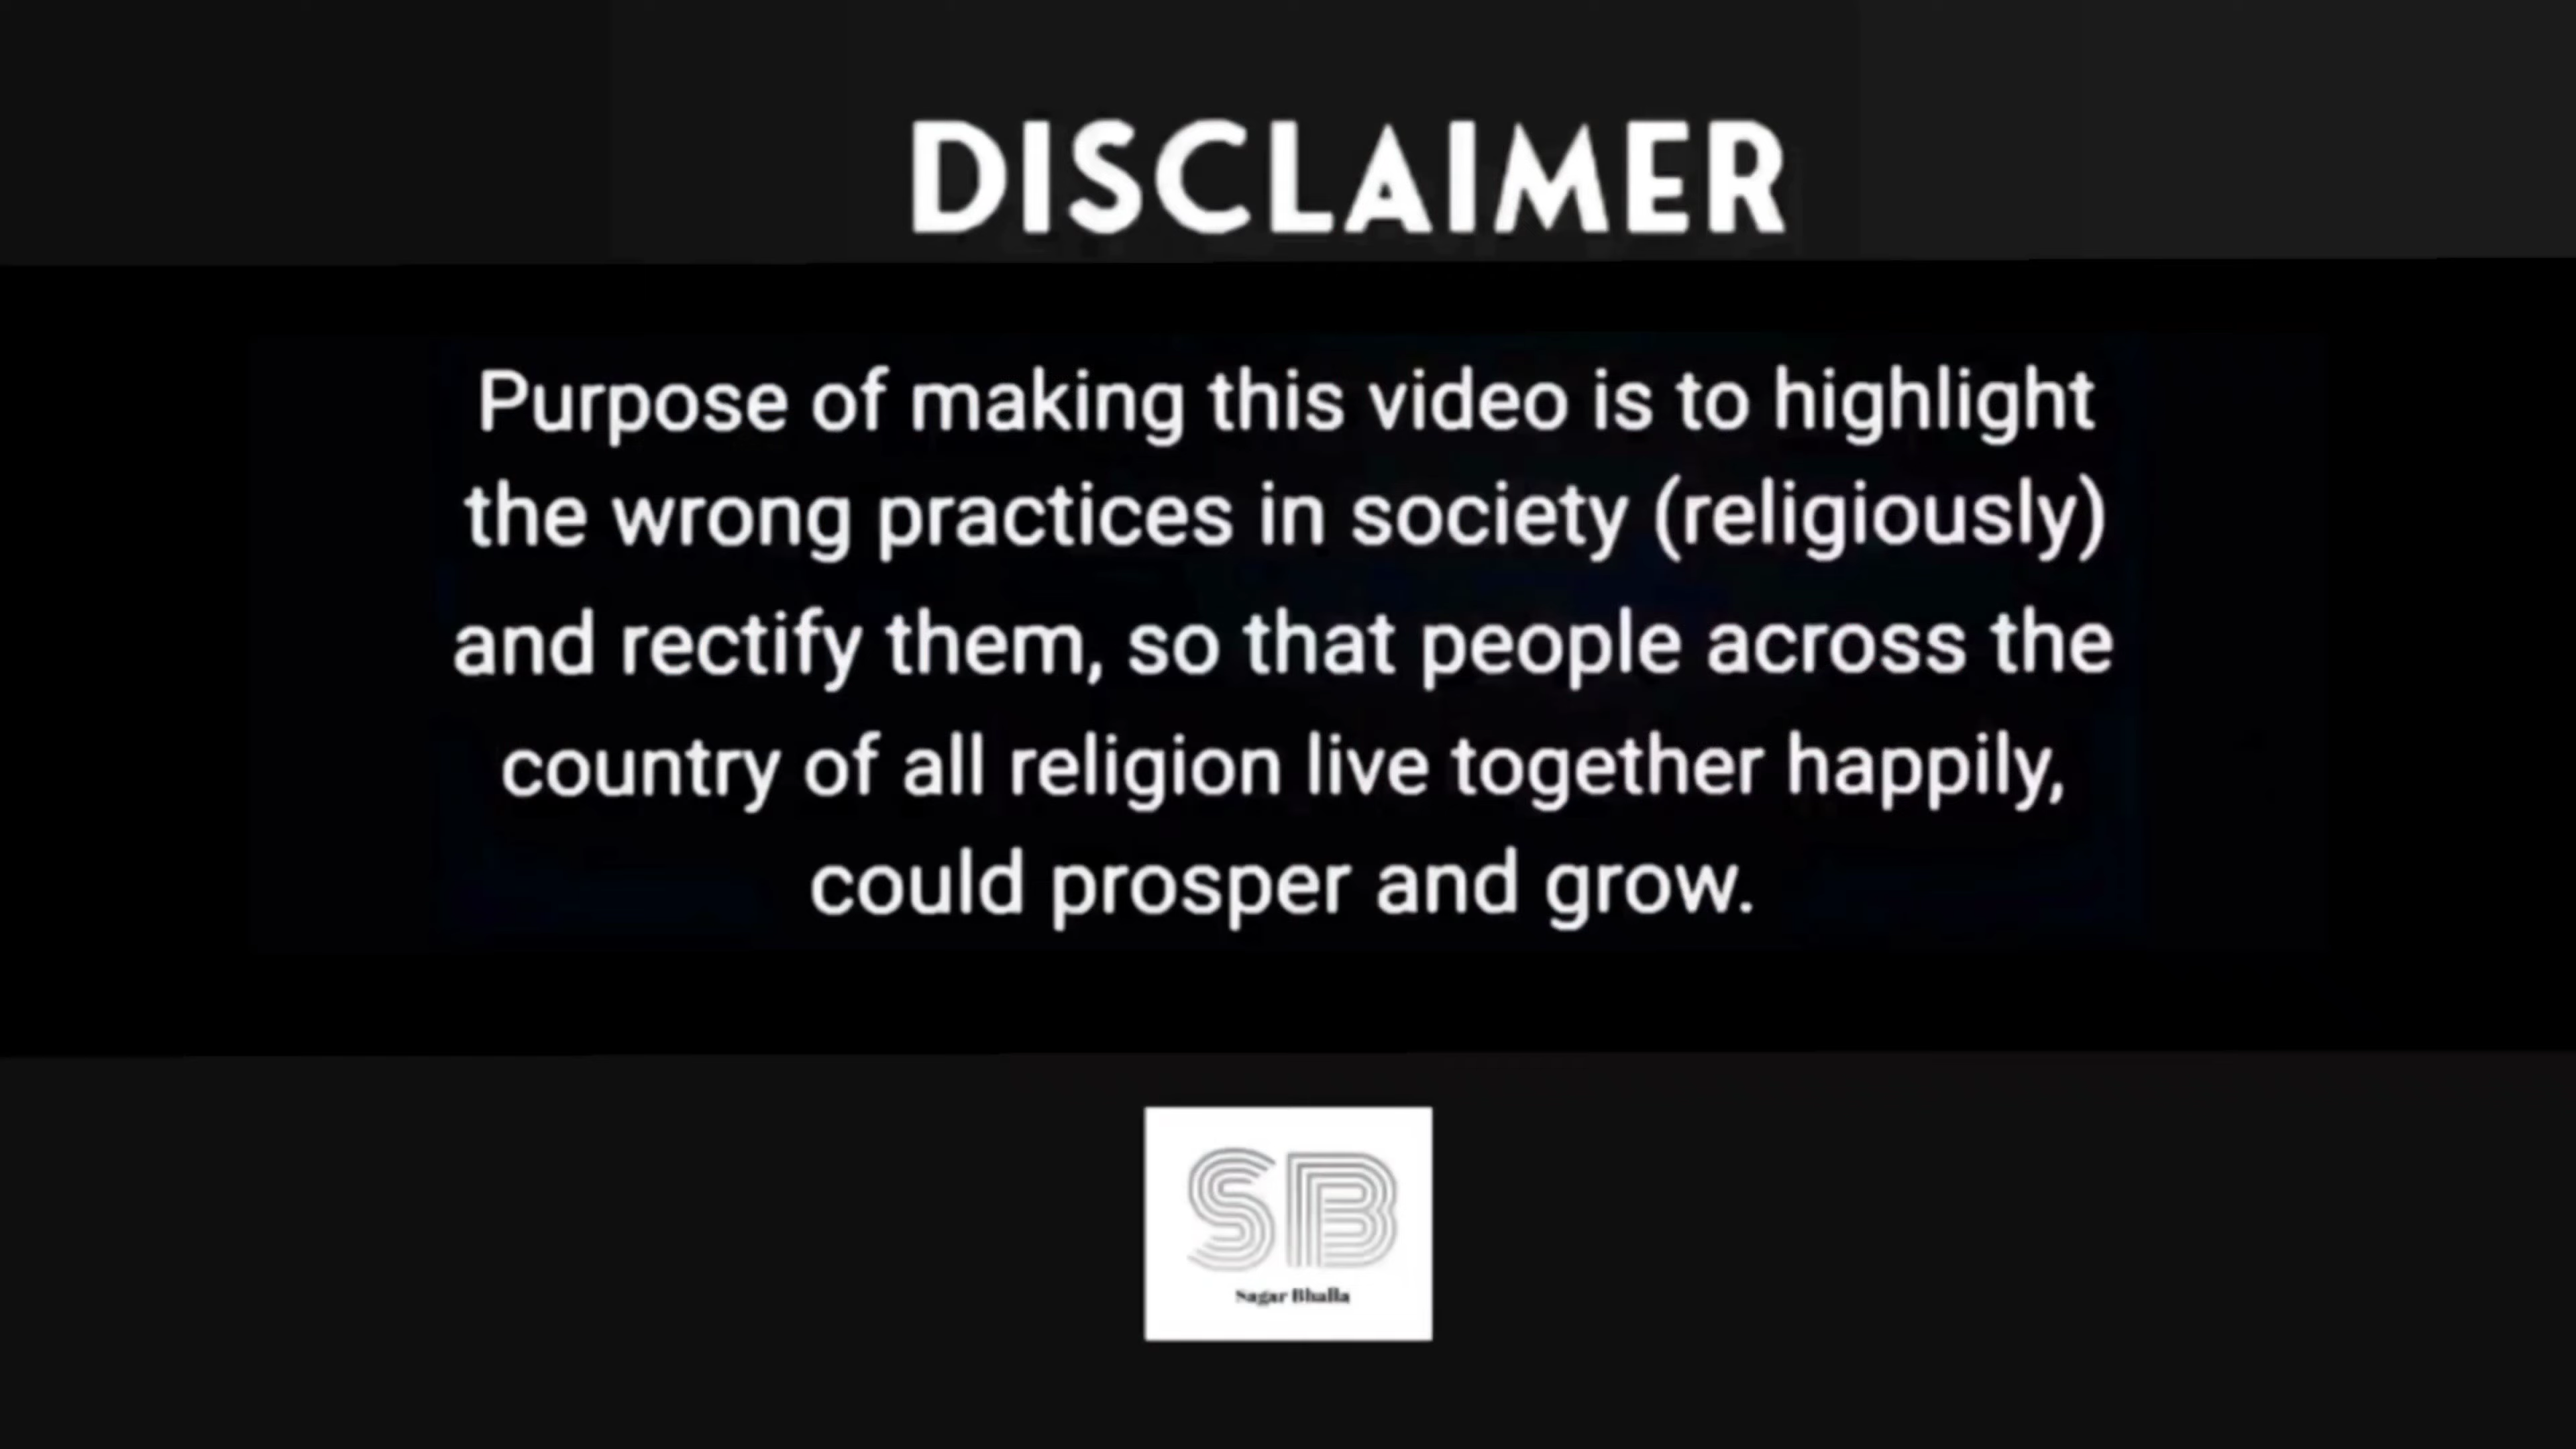 DISCLAIMER
Purpose of making this video is to highlight
the wrong practices in society (religiously)
and rectify them, so that people across the
country of all religion live together happily,
could prosper and grow.
SB
Sagar Bhalla